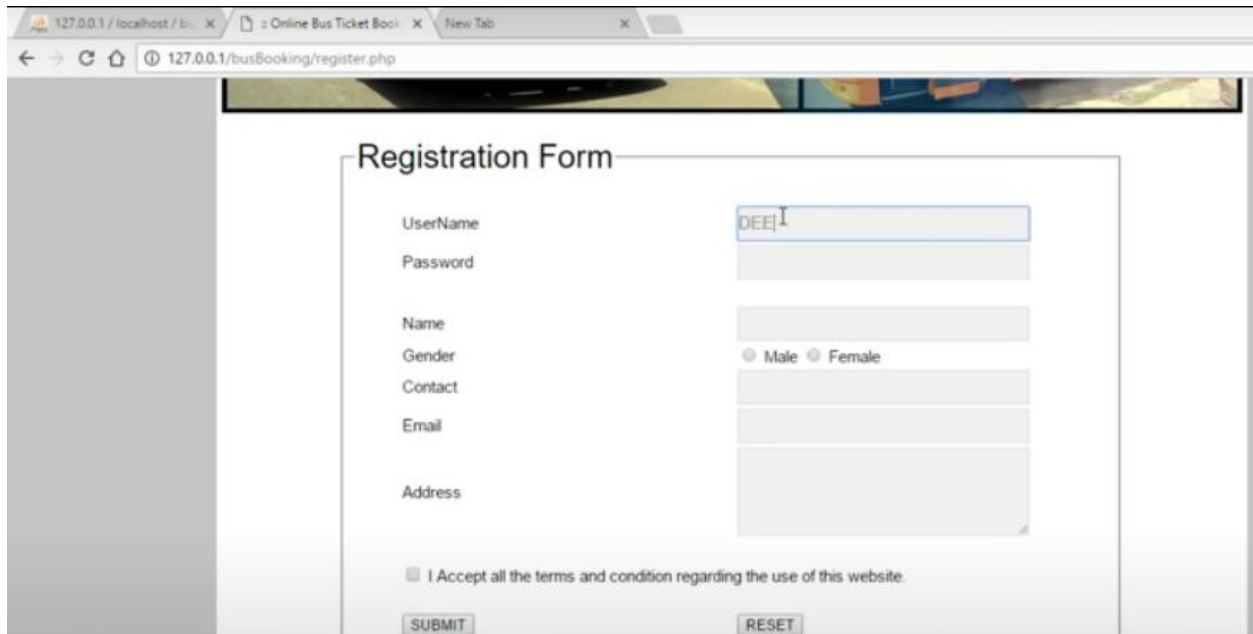 127.0.0.1 / localhost / bu
:: Online Bus Ticket Book
New Tab
127.0.0.1/busBooking/register.php
Registration Form
UserName DEE
Password
Name
Gender Male Female
Contact
Email
Address
I Accept all the terms and condition regarding the use of this website.
SUBMIT RESET